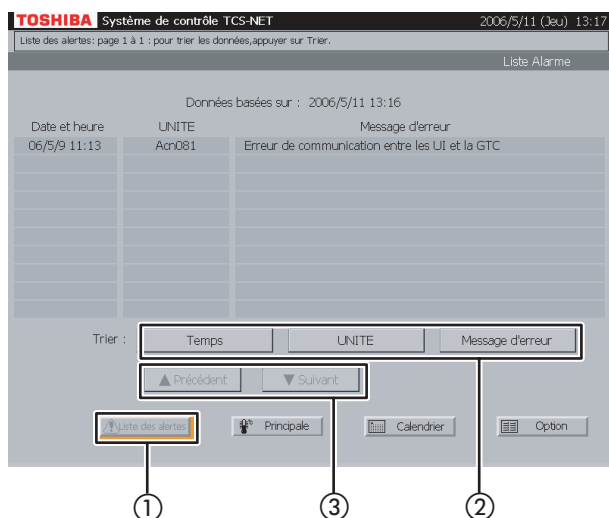 TOSHIBA Système de contrôle TCS-NET 2006/5/11 (Jeu) 13:17
Liste des alertes: page 1 à 1 : pour trier les données,appuyer sur Trier.
Liste Alarme
Données basées sur : 2006/5/11 13:16
Date et heure UNITE Message d'erreur
06/5/9 11:13 Acn081 Erreur de communication entre les UI et la GTC
Trier : Temps UNITE Message d'erreur
▲ Précédent ▼ Suivant
Liste des alertes Principale Calendrier Option
① ③ ②